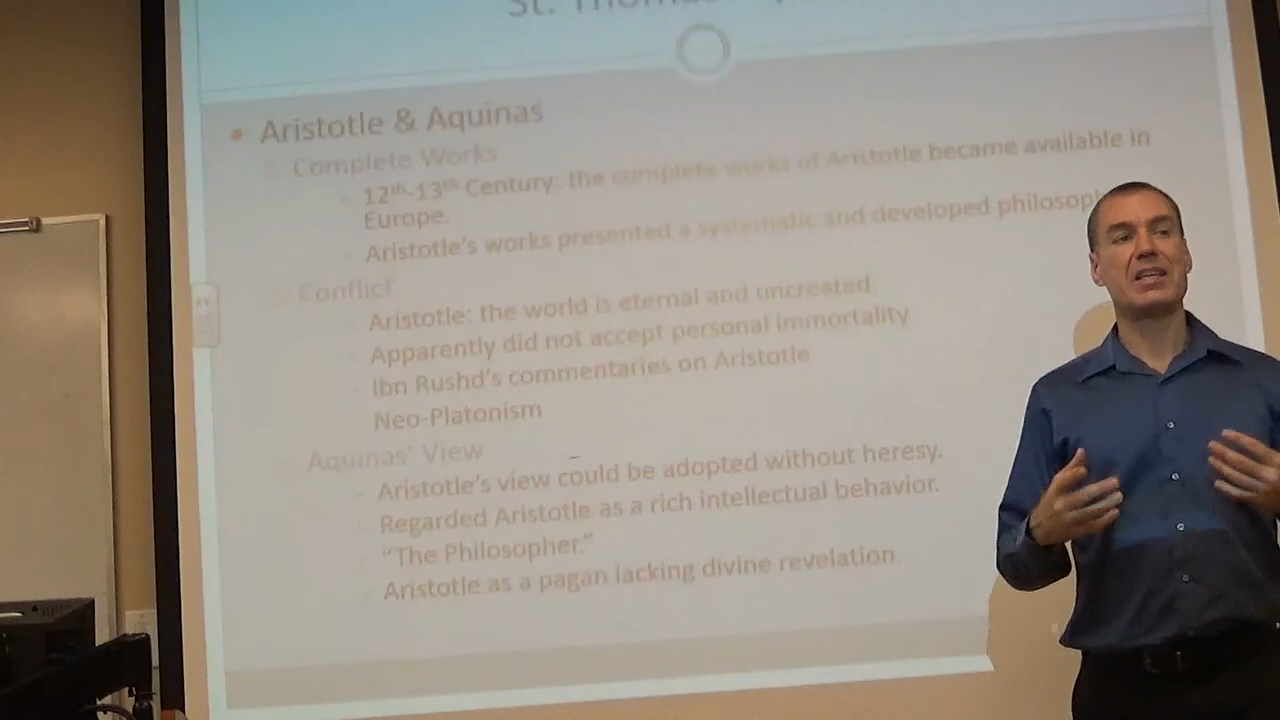 St. Thomas
Aristotle & Aquinas
Complete Works
12th-13th Century: the complete works of Aristotle became available in
Europe.
Aristotle's works presented a systematic and developed
Conflict
Aristotle: the world is eternal and uncreated.
Apparently did not accept personal immortality
Ibn Rushd's commentaries on Aristotle
Neo-Platonism
Aquinas' View
Aristotle's view could be adopted without heresy.
Regarded Aristotle as a rich intellectual behavior.
"The Philosopher."
Aristotle as a pagan lacking divine revelation.